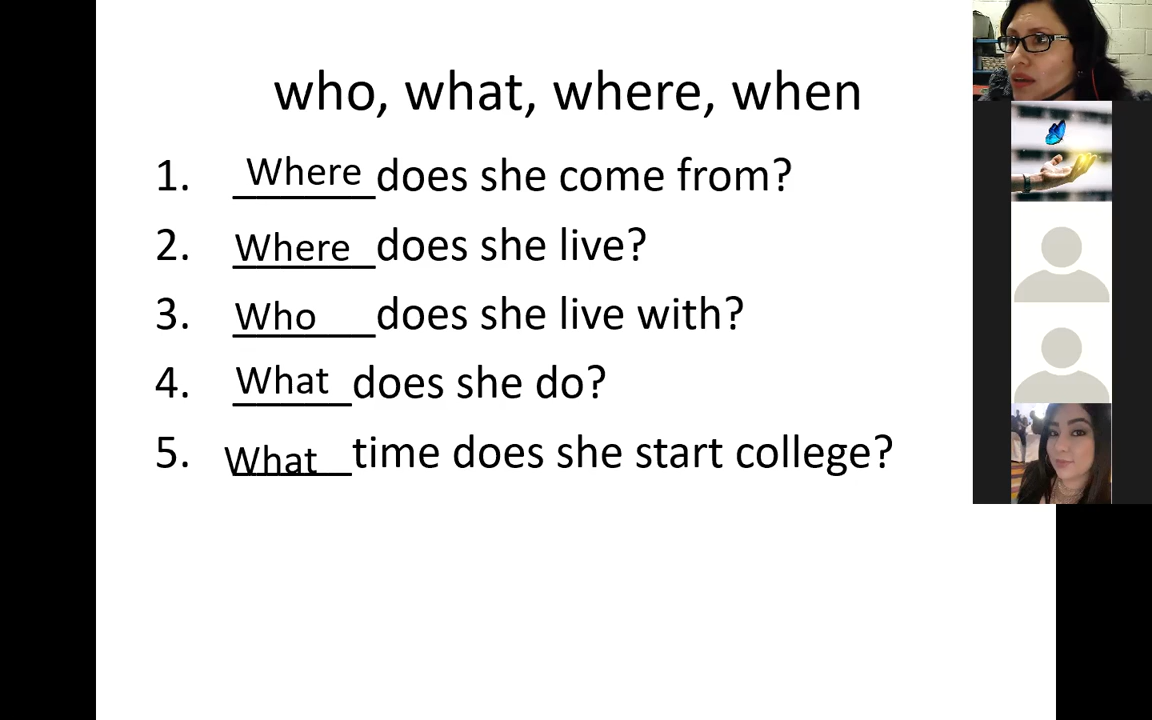 who, what, where, when
1. Where does she come from?
2. Where does she live?
3. Who does she live with?
4. What does she do?
5. What time does she start college?